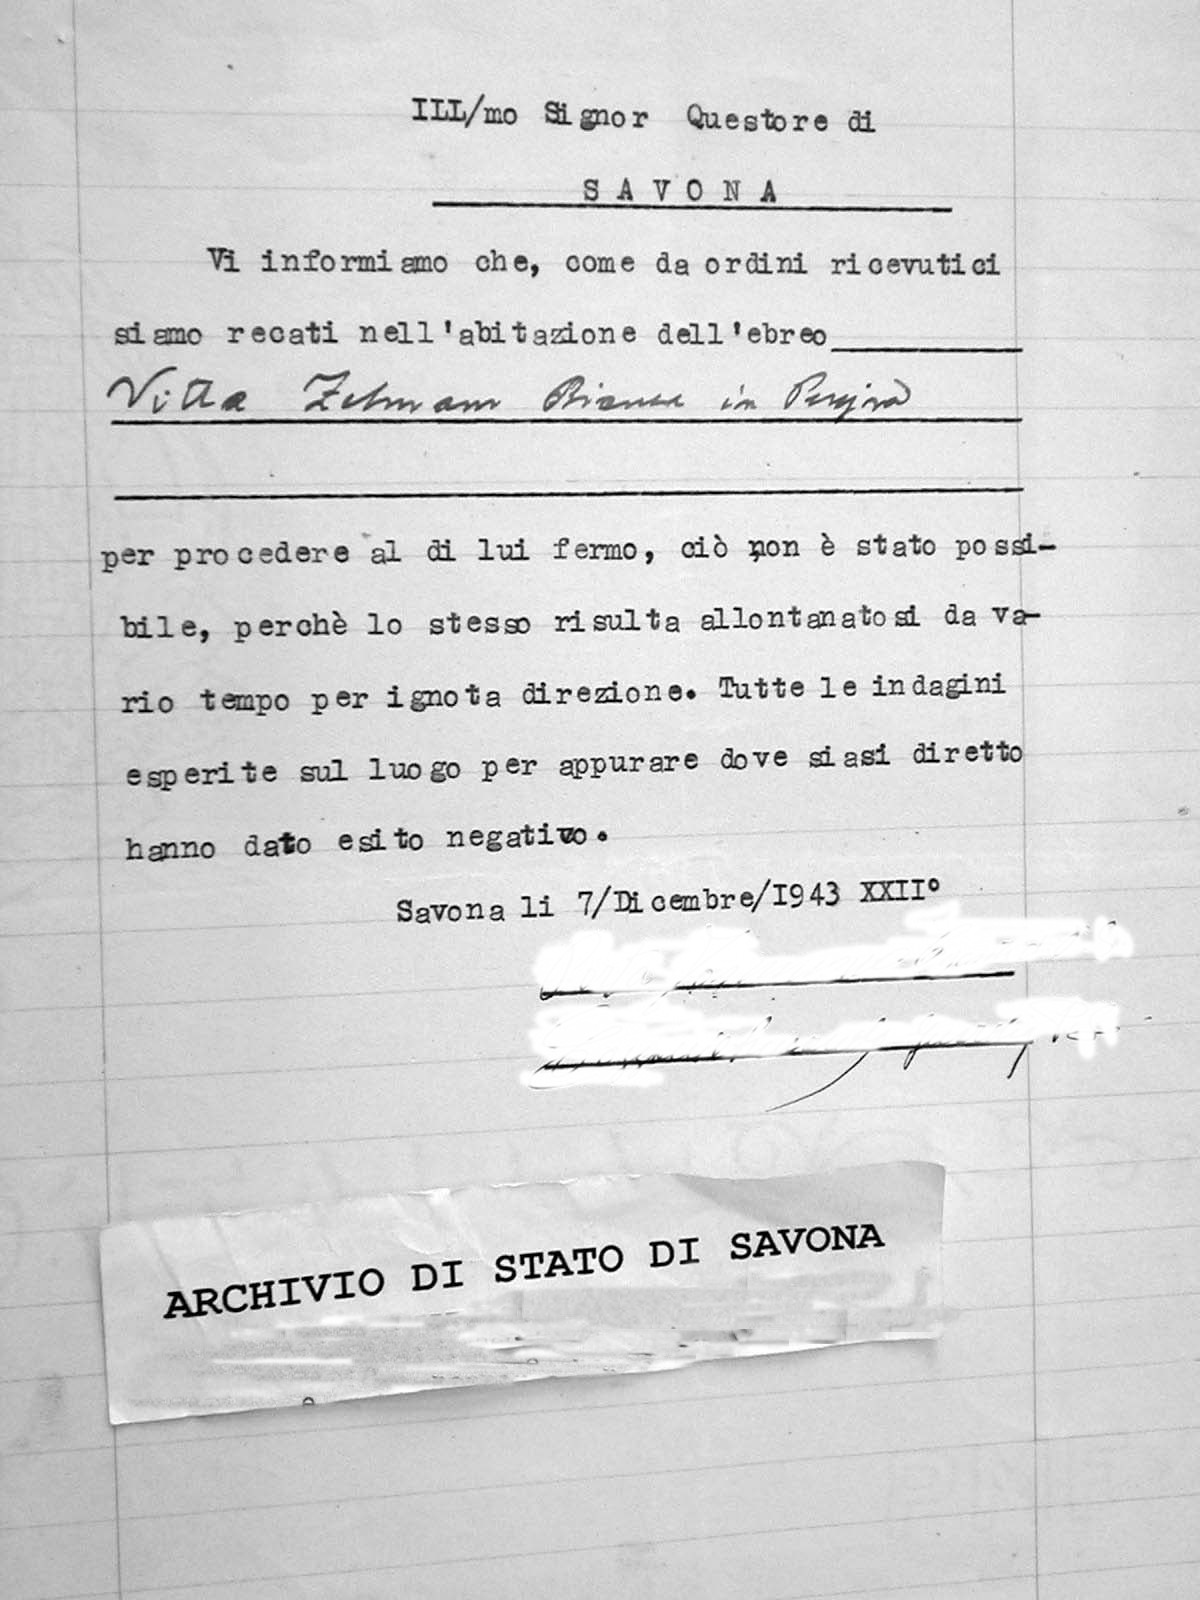 ILL/mo Signor Questore di
SAVONA
Vi informiamo che, come da ordini ricevutici
siamo recati nell'abitazione dell'ebreo
Vitta Zelman Bianca in
per procedere al di lui fermo, ciò non è stato possi-
bile, perchè lo stesso risulta allontanatosi da va-
rio tempo per ignota direzione. Tutte le indagini
esperite sul luogo per appurare dove siasi diretto
hanno dato esito negativo.
Savona li 7/Dicembre/I943 XXII°
ARCHIVIO DI STATO DI SAVONA